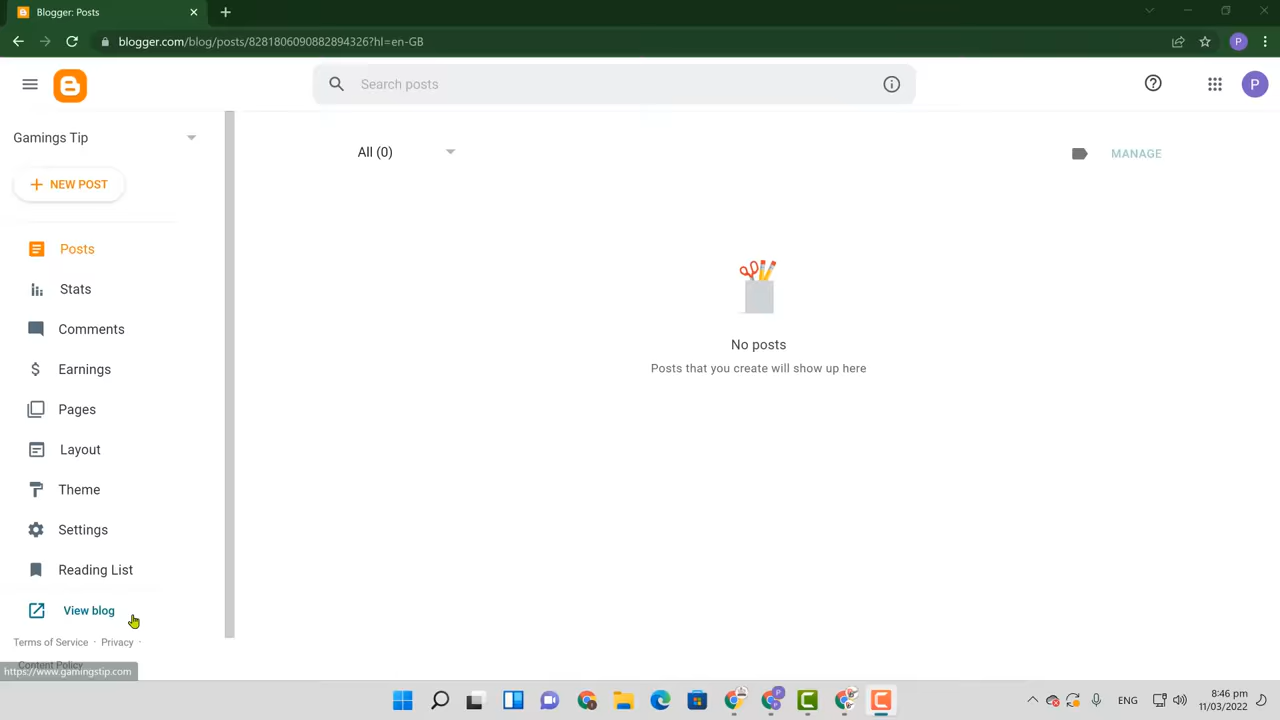 Blogger: Posts
blogger.com/blog/posts/8281806090882894326?hl=en-GB
P
Search posts
P
Gamings Tip
All (0)
MANAGE
NEW POST
Posts
Stats
Comments
Earnings
Pages
Layout
Theme
Settings
Reading List
View blog
No posts
Posts that you create will show up here
Terms of Service · Privacy ·
Content Policy
https://www.gamingstip.com
ENG
8:46 pm
11/03/2022